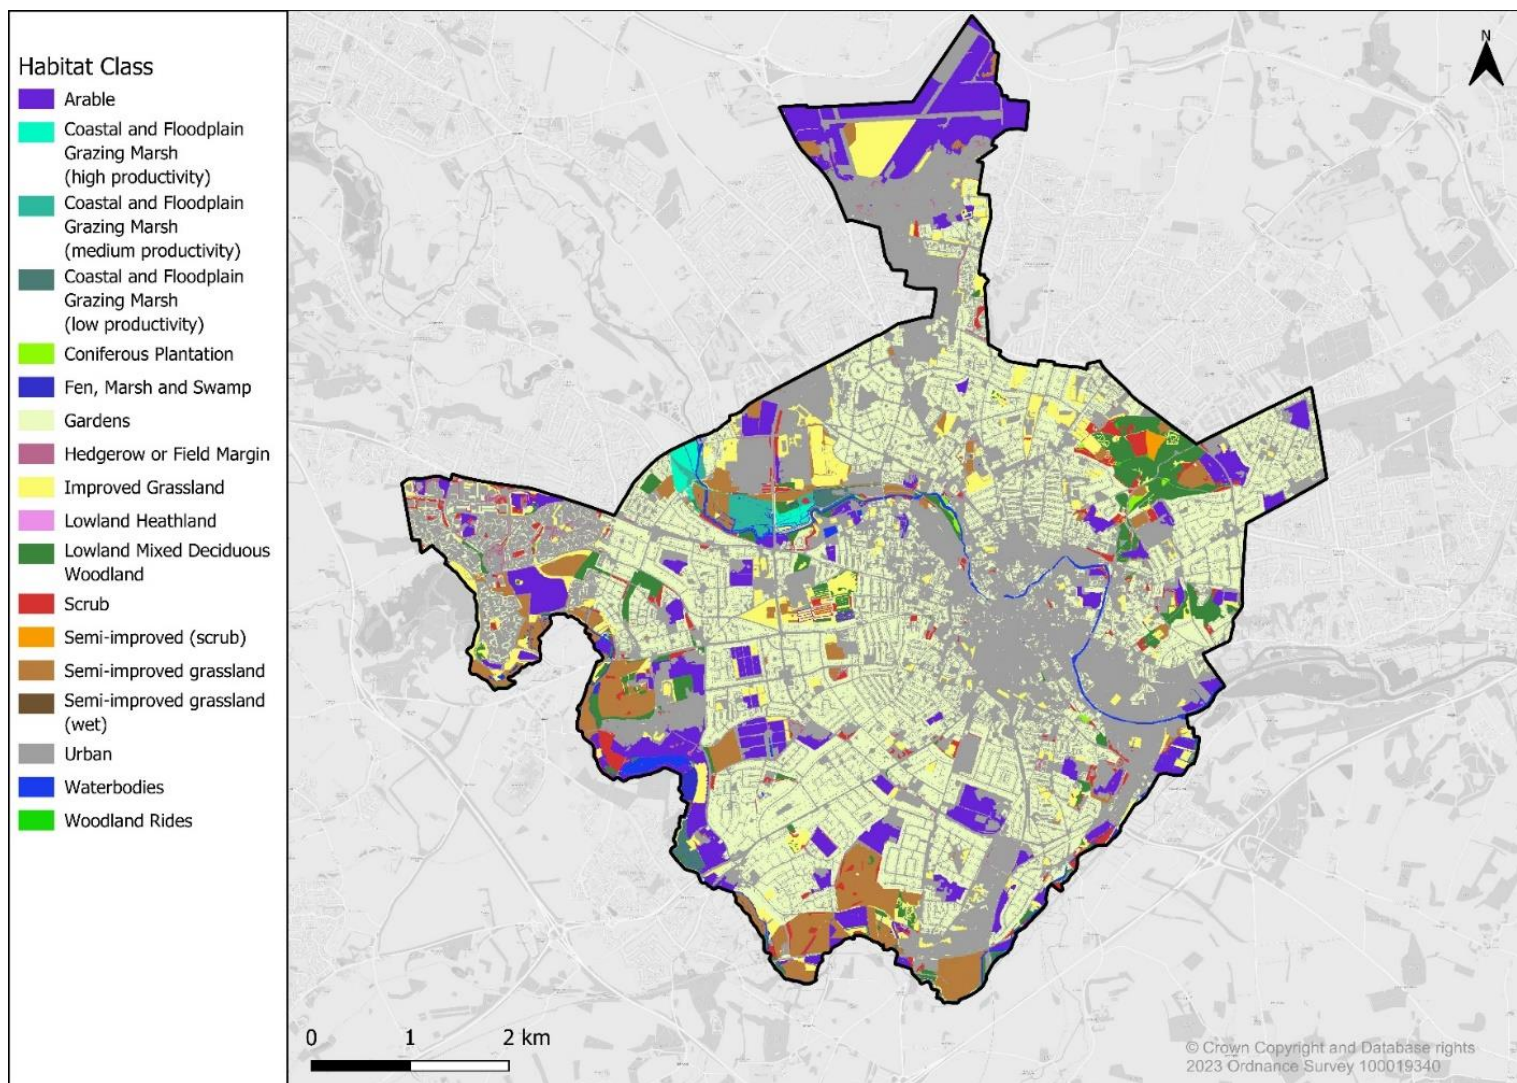 Habitat Class
Arable
Coastal and Floodplain
Grazing Marsh
(high productivity)
Coastal and Floodplain
Grazing Marsh
(medium productivity)
Coastal and Floodplain
Grazing Marsh
(low productivity)
Coniferous Plantation
Fen, Marsh and Swamp
Gardens
Hedgerow or Field Margin
Improved Grassland
Lowland Heathland
Lowland Mixed Deciduous
Woodland
Scrub
Semi-improved (scrub)
Semi-improved grassland
Semi-improved grassland
(wet)
Urban
Waterbodies
Woodland Rides
N
0 1 2 km
© Crown Copyright and Database rights
2023 Ordnance Survey 100019340